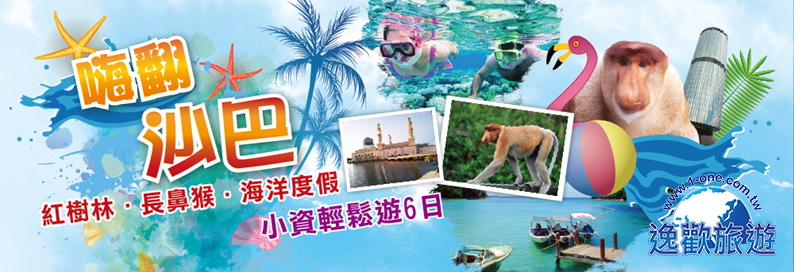 嗨翻
沙巴
紅樹林‧長鼻猴‧海洋度假
小資輕鬆遊6日
www.1-one.com.tw
逸歡旅遊